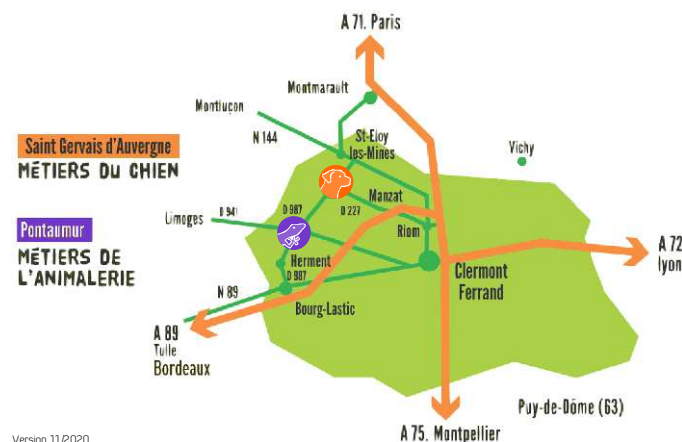 A 71. Paris
Montmarault
Montluçon
N 144
St-Eloy
les-Mines
Vichy
Saint Gervais d'Auvergne
MÉTIERS DU CHIEN
Manzat
D 941
D 987
D 227
Limoges
Riom
Pontaumur
MÉTIERS DE
L'ANIMALERIE
Herment
D 987
A 72
lyon
Clermont
Ferrand
N 89
Bourg-Lastic
A 89
Tulle
Bordeaux
Puy-de-Dôme (63)
A 75. Montpellier
Version 11/2020